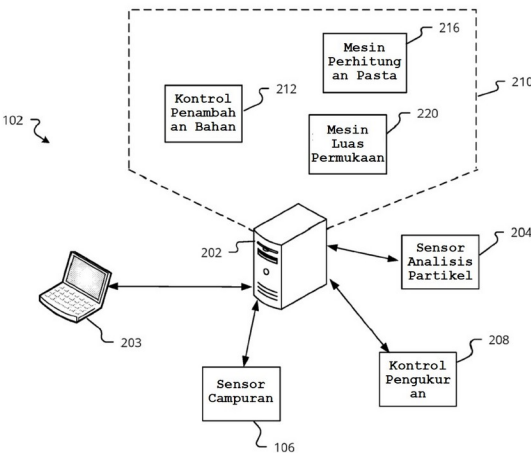 216
Mesin
Perhitung
an Pasta
210
212
Kontrol
Penambah
an Bahan
220
Mesin
Luas
Permukaan
102
202
204
Sensor
Analisis
Partikel
203
208
Kontrol
Pengukur
an
Sensor
Campuran
106